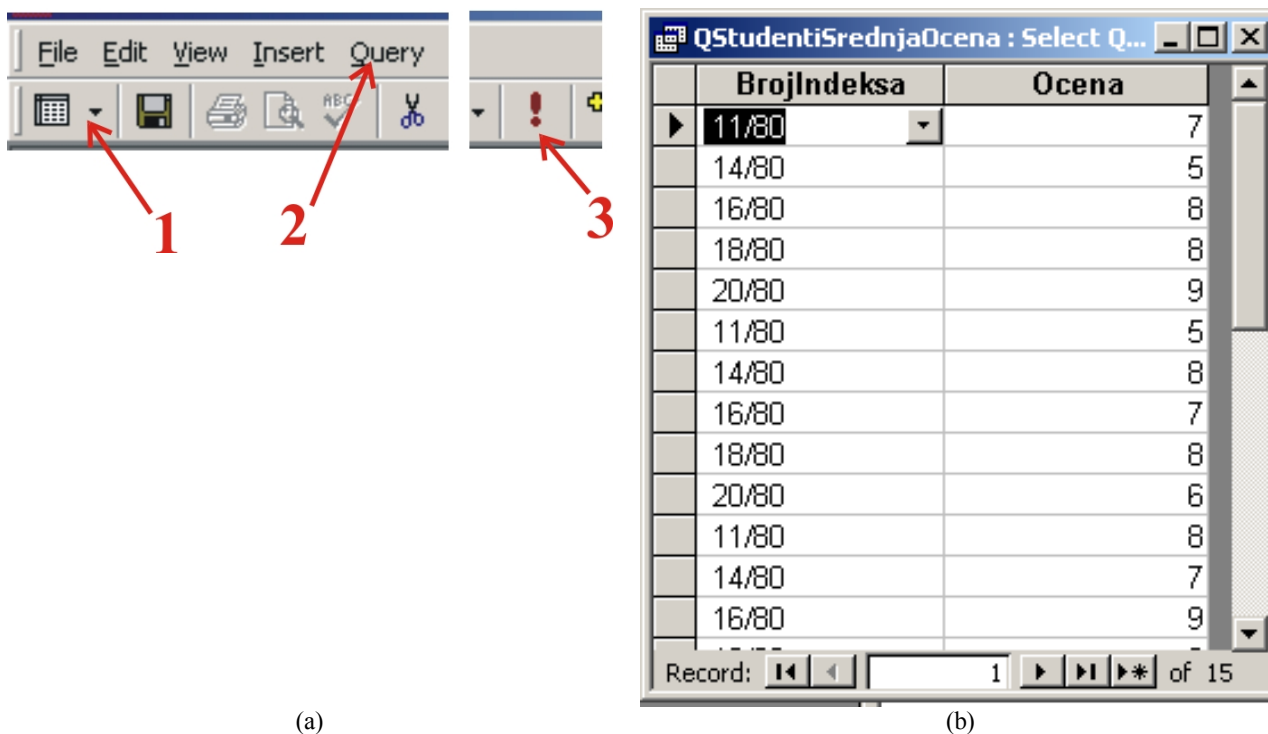 File Edit View Insert Query
ABC
1
2
3
(a)
QStudentiSrednjaOcena : Select Q...
BrojIndeksa Ocena
11/80 7
14/80 5
16/80 8
18/80 8
20/80 9
11/80 5
14/80 8
16/80 7
18/80 8
20/80 6
11/80 8
14/80 7
16/80 9
Record: 1 of 15
(b)